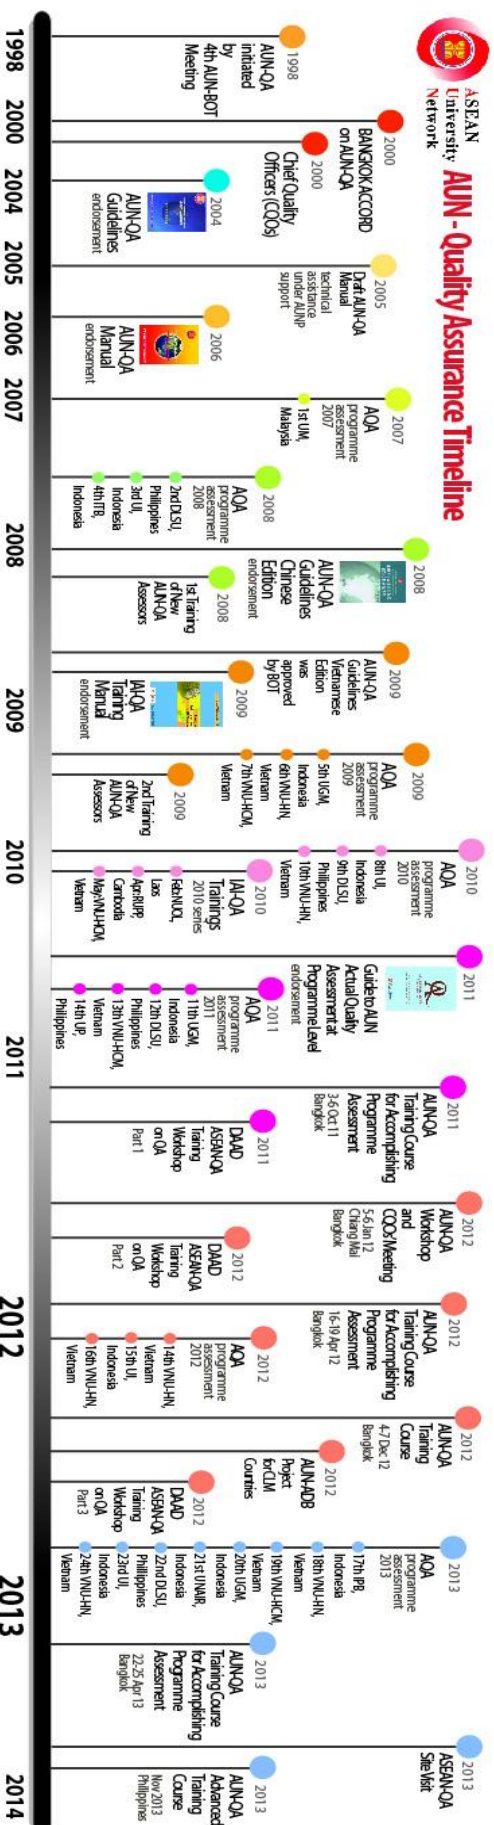 ASEAN
University
Network
AUN - Quality Assurance Timeline
1998
AUN-QA
initiated
by
4th AUN-BOT
Meeting
2000
BANGKOK ACCORD
on AUN-QA
2000
Chief Quality
Officers (CQOs)
2004
AUN-QA
Guidelines
endorsement
2005
Draft AUN-QA
Manual
technical
assistance
under AUNP
support
2006
AUN-QA
Manual
endorsement
2007
AQA
programme
assessment
2007
1st UM,
Malaysia
2008
AQA
programme
assessment
2008
2nd DLSU,
Philippines
3rd UI,
Indonesia
4th ITB,
Indonesia
2008
AUN-QA
Guidelines
Chinese
Edition
endorsement
2008
1st Training
of New
AUN-QA
Assessors
2009
AUN-QA
Guidelines
Vietnamese
Edition
was
approved
by BOT
2009
IAI-QA
Training
Manual
endorsement
2009
AQA
programme
assessment
2009
5th UGM,
Indonesia
6th VNU-HN,
Vietnam
7th VNU-HCM,
Vietnam
2009
2nd Training
of New
AUN-QA
Assessors
2010
AQA
programme
assessment
2010
8th UI,
Indonesia
9th DLSU,
Philippines
10th VNU-HN,
Vietnam
2010
IAI-QA
Trainings
2010 series
Feb:NUOL,
Laos
Apr:RUPP,
Cambodia
May:VNU-HCM,
Vietnam
2011
Guide to AUN
Actual Quality
Assessment at
Programme Level
endorsement
2011
AQA
programme
assessment
2011
11th UGM,
Indonesia
12th DLSU,
Philippines
13th VNU-HCM,
Vietnam
14th UP,
Philippines
2011
AUN-QA
Training Course
for Accomplishing
Programme
Assessment
3-6 Oct 11
Bangkok
2011
DAAD
ASEAN-QA
Training
Workshop
on QA
Part 1
2012
AUN-QA
Workshop
and
CQOs' Meeting
5-6 Jan 12
Chiang Mai
Bangkok
2012
DAAD
ASEAN-QA
Training
Workshop
on QA
Part 2
2012
AUN-QA
Training Course
for Accomplishing
Programme
Assessment
16-19 Apr 12
Bangkok
2012
AQA
programme
assessment
2012
14th VNU-HN,
Vietnam
15th UI,
Indonesia
16th VNU-HN,
Vietnam
2012
AUN-QA
Training
Course
4-7 Dec 12
Bangkok
2012
AUN-ADB
Project
for CLM
Countries
2012
DAAD
ASEAN-QA
Training
Workshop
on QA
Part 3
2013
AQA
programme
assessment
2013
17th IPB,
Indonesia
18th VNU-HN,
Vietnam
19th VNU-HCM,
Vietnam
20th UGM,
Indonesia
21st UNAIR,
Indonesia
22nd DLSU,
Philippines
23rd UI,
Indonesia
24th VNU-HN,
Vietnam
2013
AUN-QA
Training Course
for Accomplishing
Programme
Assessment
22-25 Apr 13
Bangkok
2013
ASEAN-QA
Site Visit
2013
AUN-QA
Advanced
Training
Course
Nov 2013
Philippines
1998
2000
2004
2005
2006
2007
2008
2009
2010
2011
2012
2013
2014